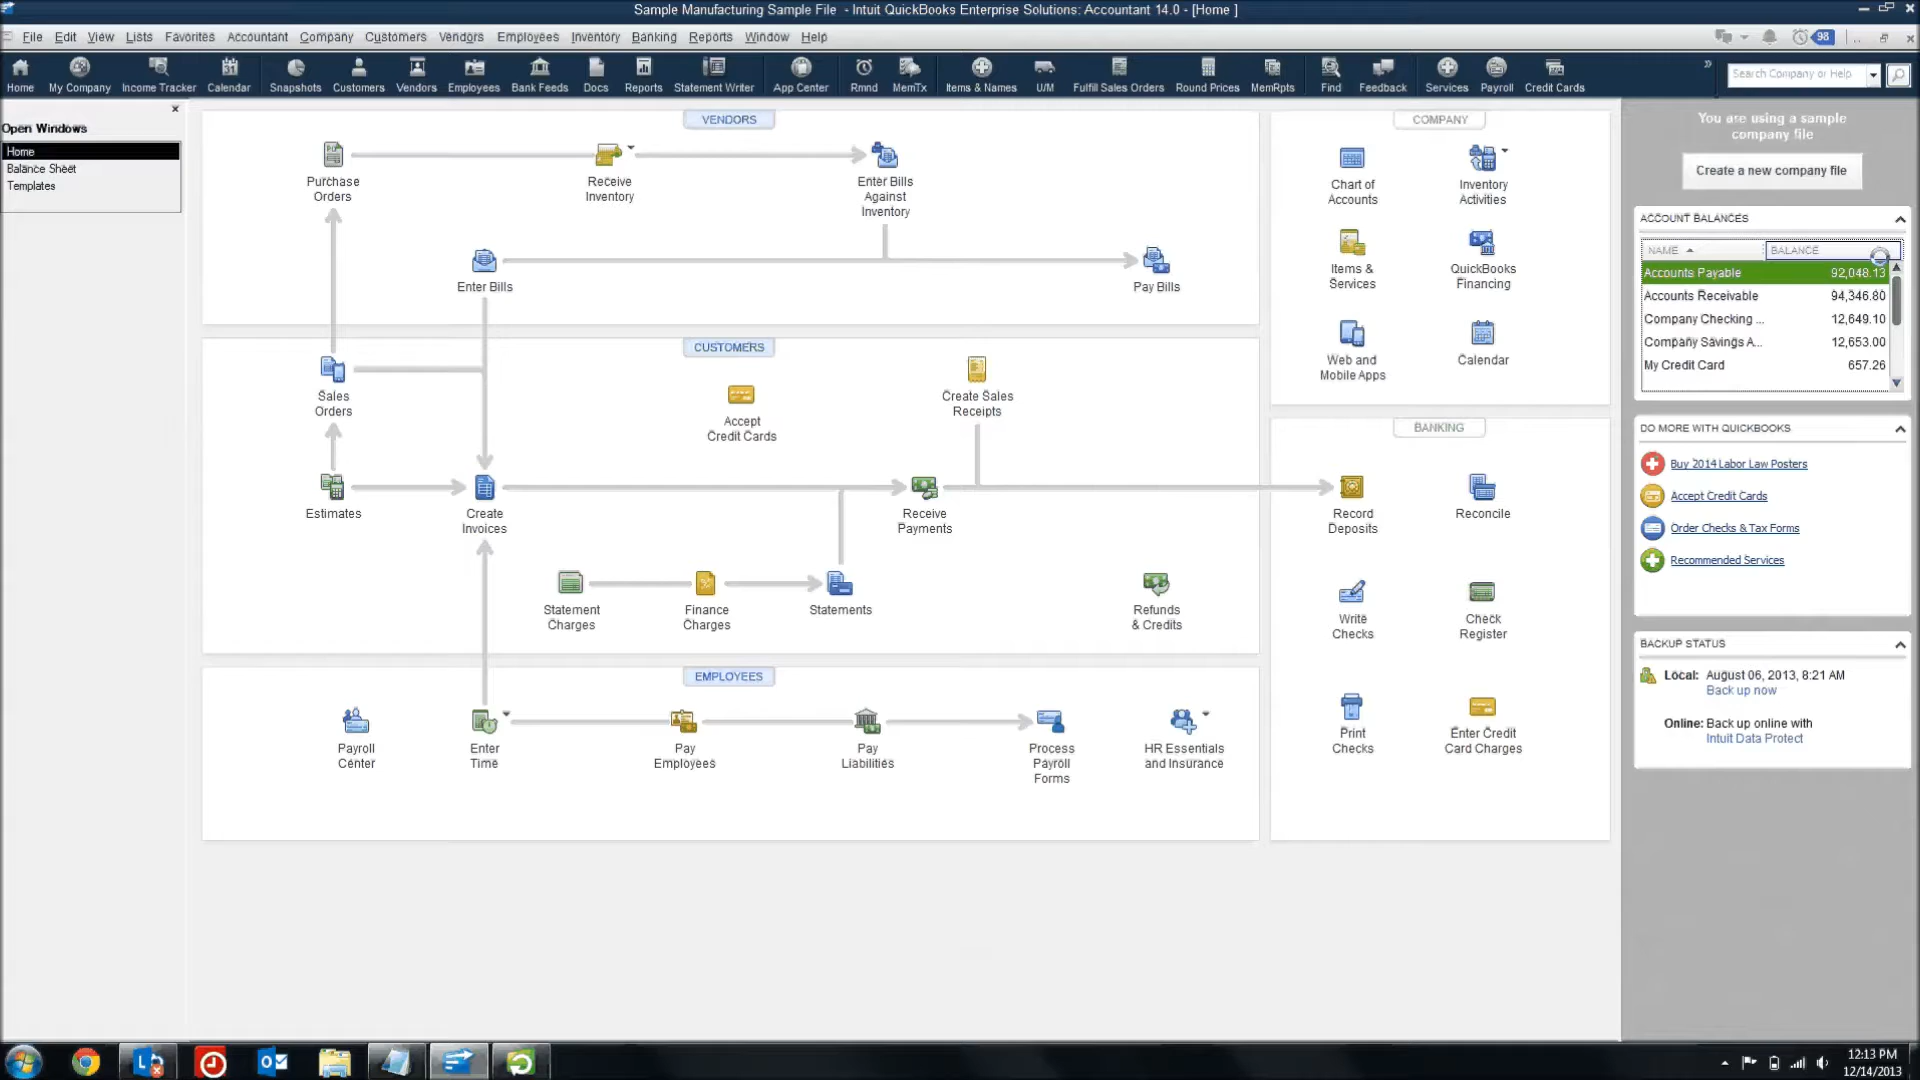 Sample Manufacturing Sample File - Intuit QuickBooks Enterprise Solutions: Accountant 14.0 - [Home ]
File Edit View Lists Favorites Accountant Company Customers Vendors Employees Inventory Banking Reports Window Help
98
Home My Company Income Tracker Calendar Snapshots Customers Vendors Employees Bank Feeds Docs Reports Statement Writer App Center Rmnd MemTx Items & Names U/M Fulfill Sales Orders Round Prices MemRpts Find Feedback Services Payroll Credit Cards
Search Company or Help
Open Windows
Home
Balance Sheet
Templates
VENDORS
Purchase
Orders
Receive
Inventory
Enter Bills
Against
Inventory
Enter Bills
Pay Bills
CUSTOMERS
Sales
Orders
Accept
Credit Cards
Create Sales
Receipts
Estimates
Create
Invoices
Receive
Payments
Statement
Charges
Finance
Charges
Statements
Refunds
& Credits
EMPLOYEES
Payroll
Center
Enter
Time
Pay
Employees
Pay
Liabilities
Process
Payroll
Forms
HR Essentials
and Insurance
COMPANY
Chart of
Accounts
Inventory
Activities
Items &
Services
QuickBooks
Financing
Web and
Mobile Apps
Calendar
BANKING
Record
Deposits
Reconcile
Write
Checks
Check
Register
Print
Checks
Enter Credit
Card Charges
You are using a sample
company file
Create a new company file
ACCOUNT BALANCES
NAME BALANCE
Accounts Payable 92,048.13
Accounts Receivable 94,346.80
Company Checking ... 12,649.10
Company Savings A... 12,653.00
My Credit Card 657.26
DO MORE WITH QUICKBOOKS
Buy 2014 Labor Law Posters
Accept Credit Cards
Order Checks & Tax Forms
Recommended Services
BACKUP STATUS
Local: August 06, 2013, 8:21 AM
Back up now
Online: Back up online with
Intuit Data Protect
12:13 PM
12/14/2013